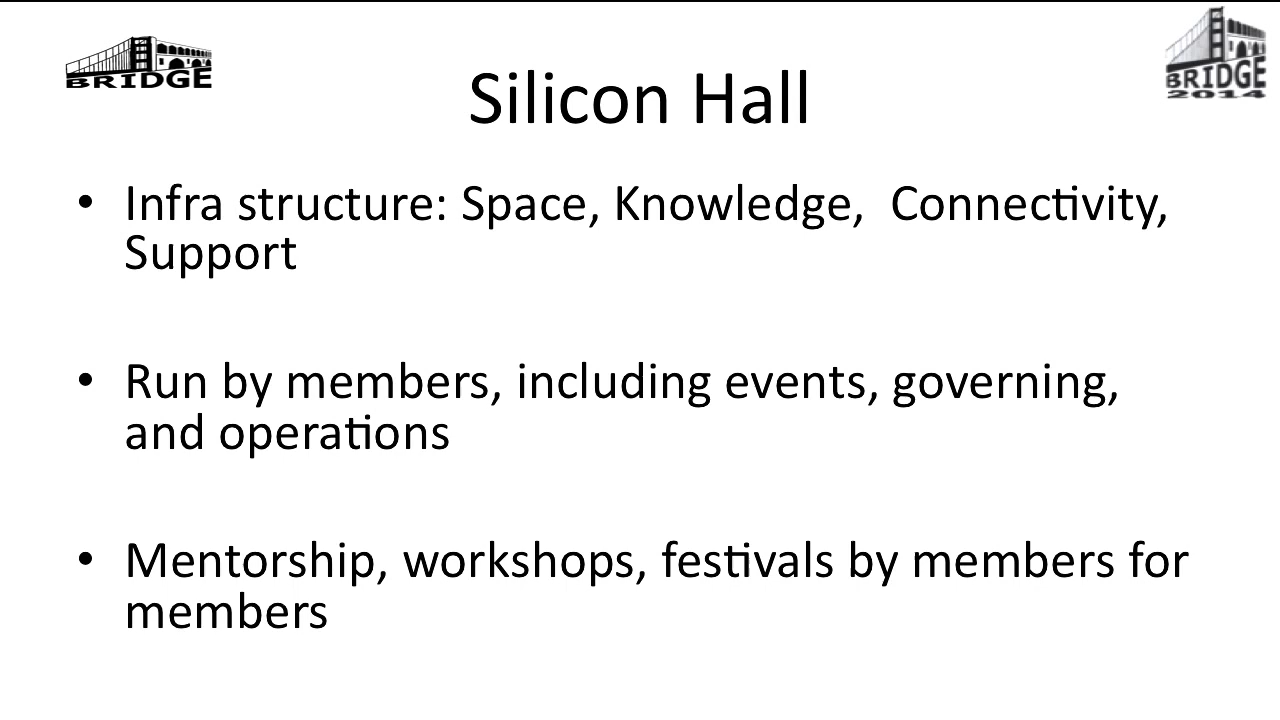 BRIDGE
BRIDGE
2014
Silicon Hall
• Infra structure: Space, Knowledge,  Connectivity,
Support
• Run by members, including events, governing,
and operations
• Mentorship, workshops, festivals by members for
members